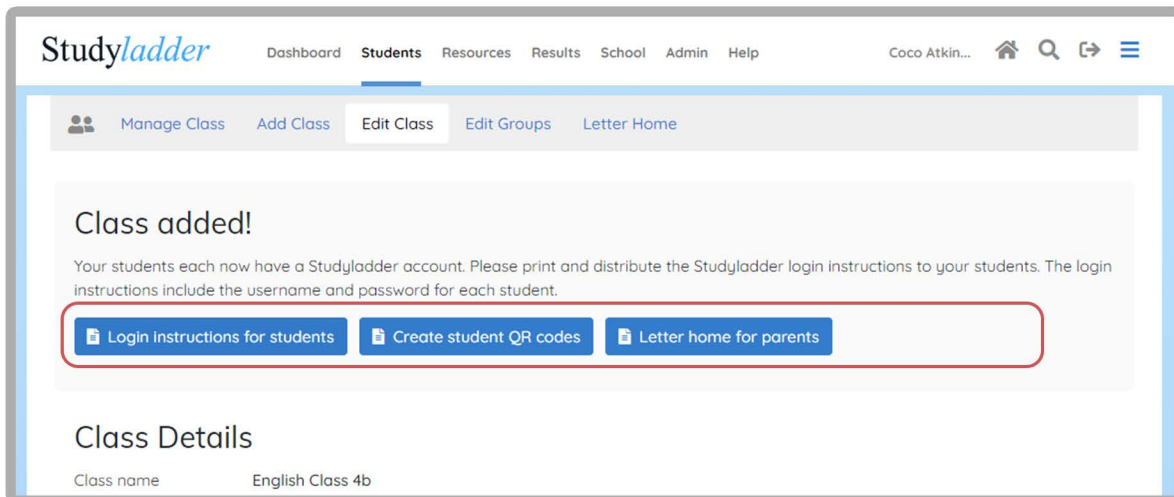 Studyladder Dashboard Students Resources Results School Admin Help Coco Atkin...
Manage Class Add Class Edit Class Edit Groups Letter Home
Class added!
Your students each now have a Studyladder account. Please print and distribute the Studyladder login instructions to your students. The login
instructions include the username and password for each student.
Login instructions for students Create student QR codes Letter home for parents
Class Details
Class name English Class 4b